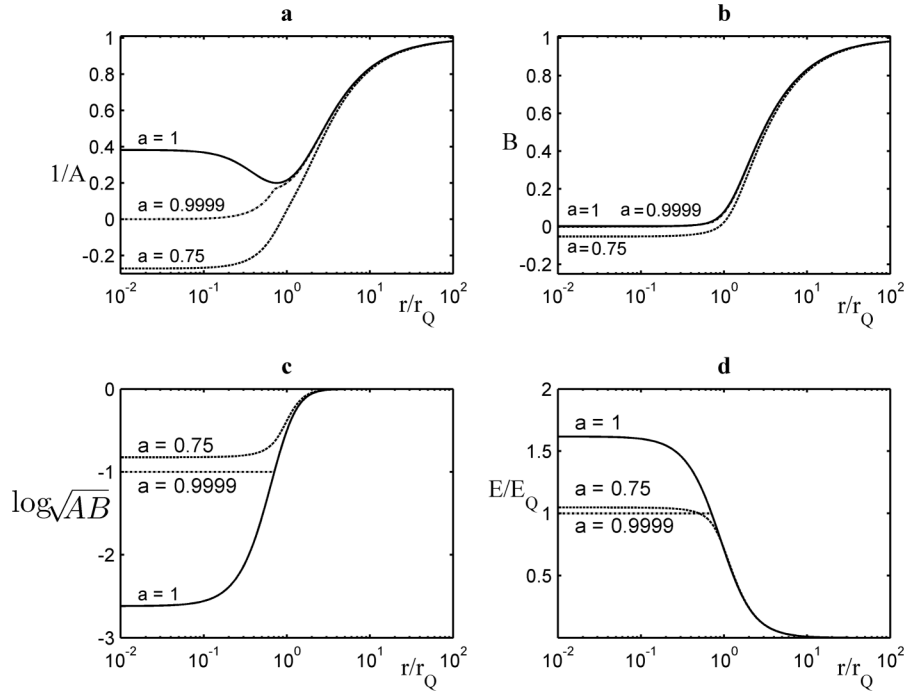 a
1
0.8
0.6
0.4
0.2
0
-0.2
1/A
a = 1
a = 0.9999
a = 0.75
10^-2 10^-1 10^0 10^1 10^2
r/r_Q
b
1
0.8
0.6
0.4
0.2
0
-0.2
B
a=1 a=0.9999
a=0.75
10^-2 10^-1 10^0 10^1 10^2
r/r_Q
c
0
-1
-2
-3
log√AB
a = 0.75
a = 0.9999
a = 1
10^-2 10^-1 10^0 10^1 10^2
r/r_Q
d
2
1.5
1
0.5
E/E_Q
a = 1
a = 0.75
a = 0.9999
10^-2 10^-1 10^0 10^1 10^2
r/r_Q